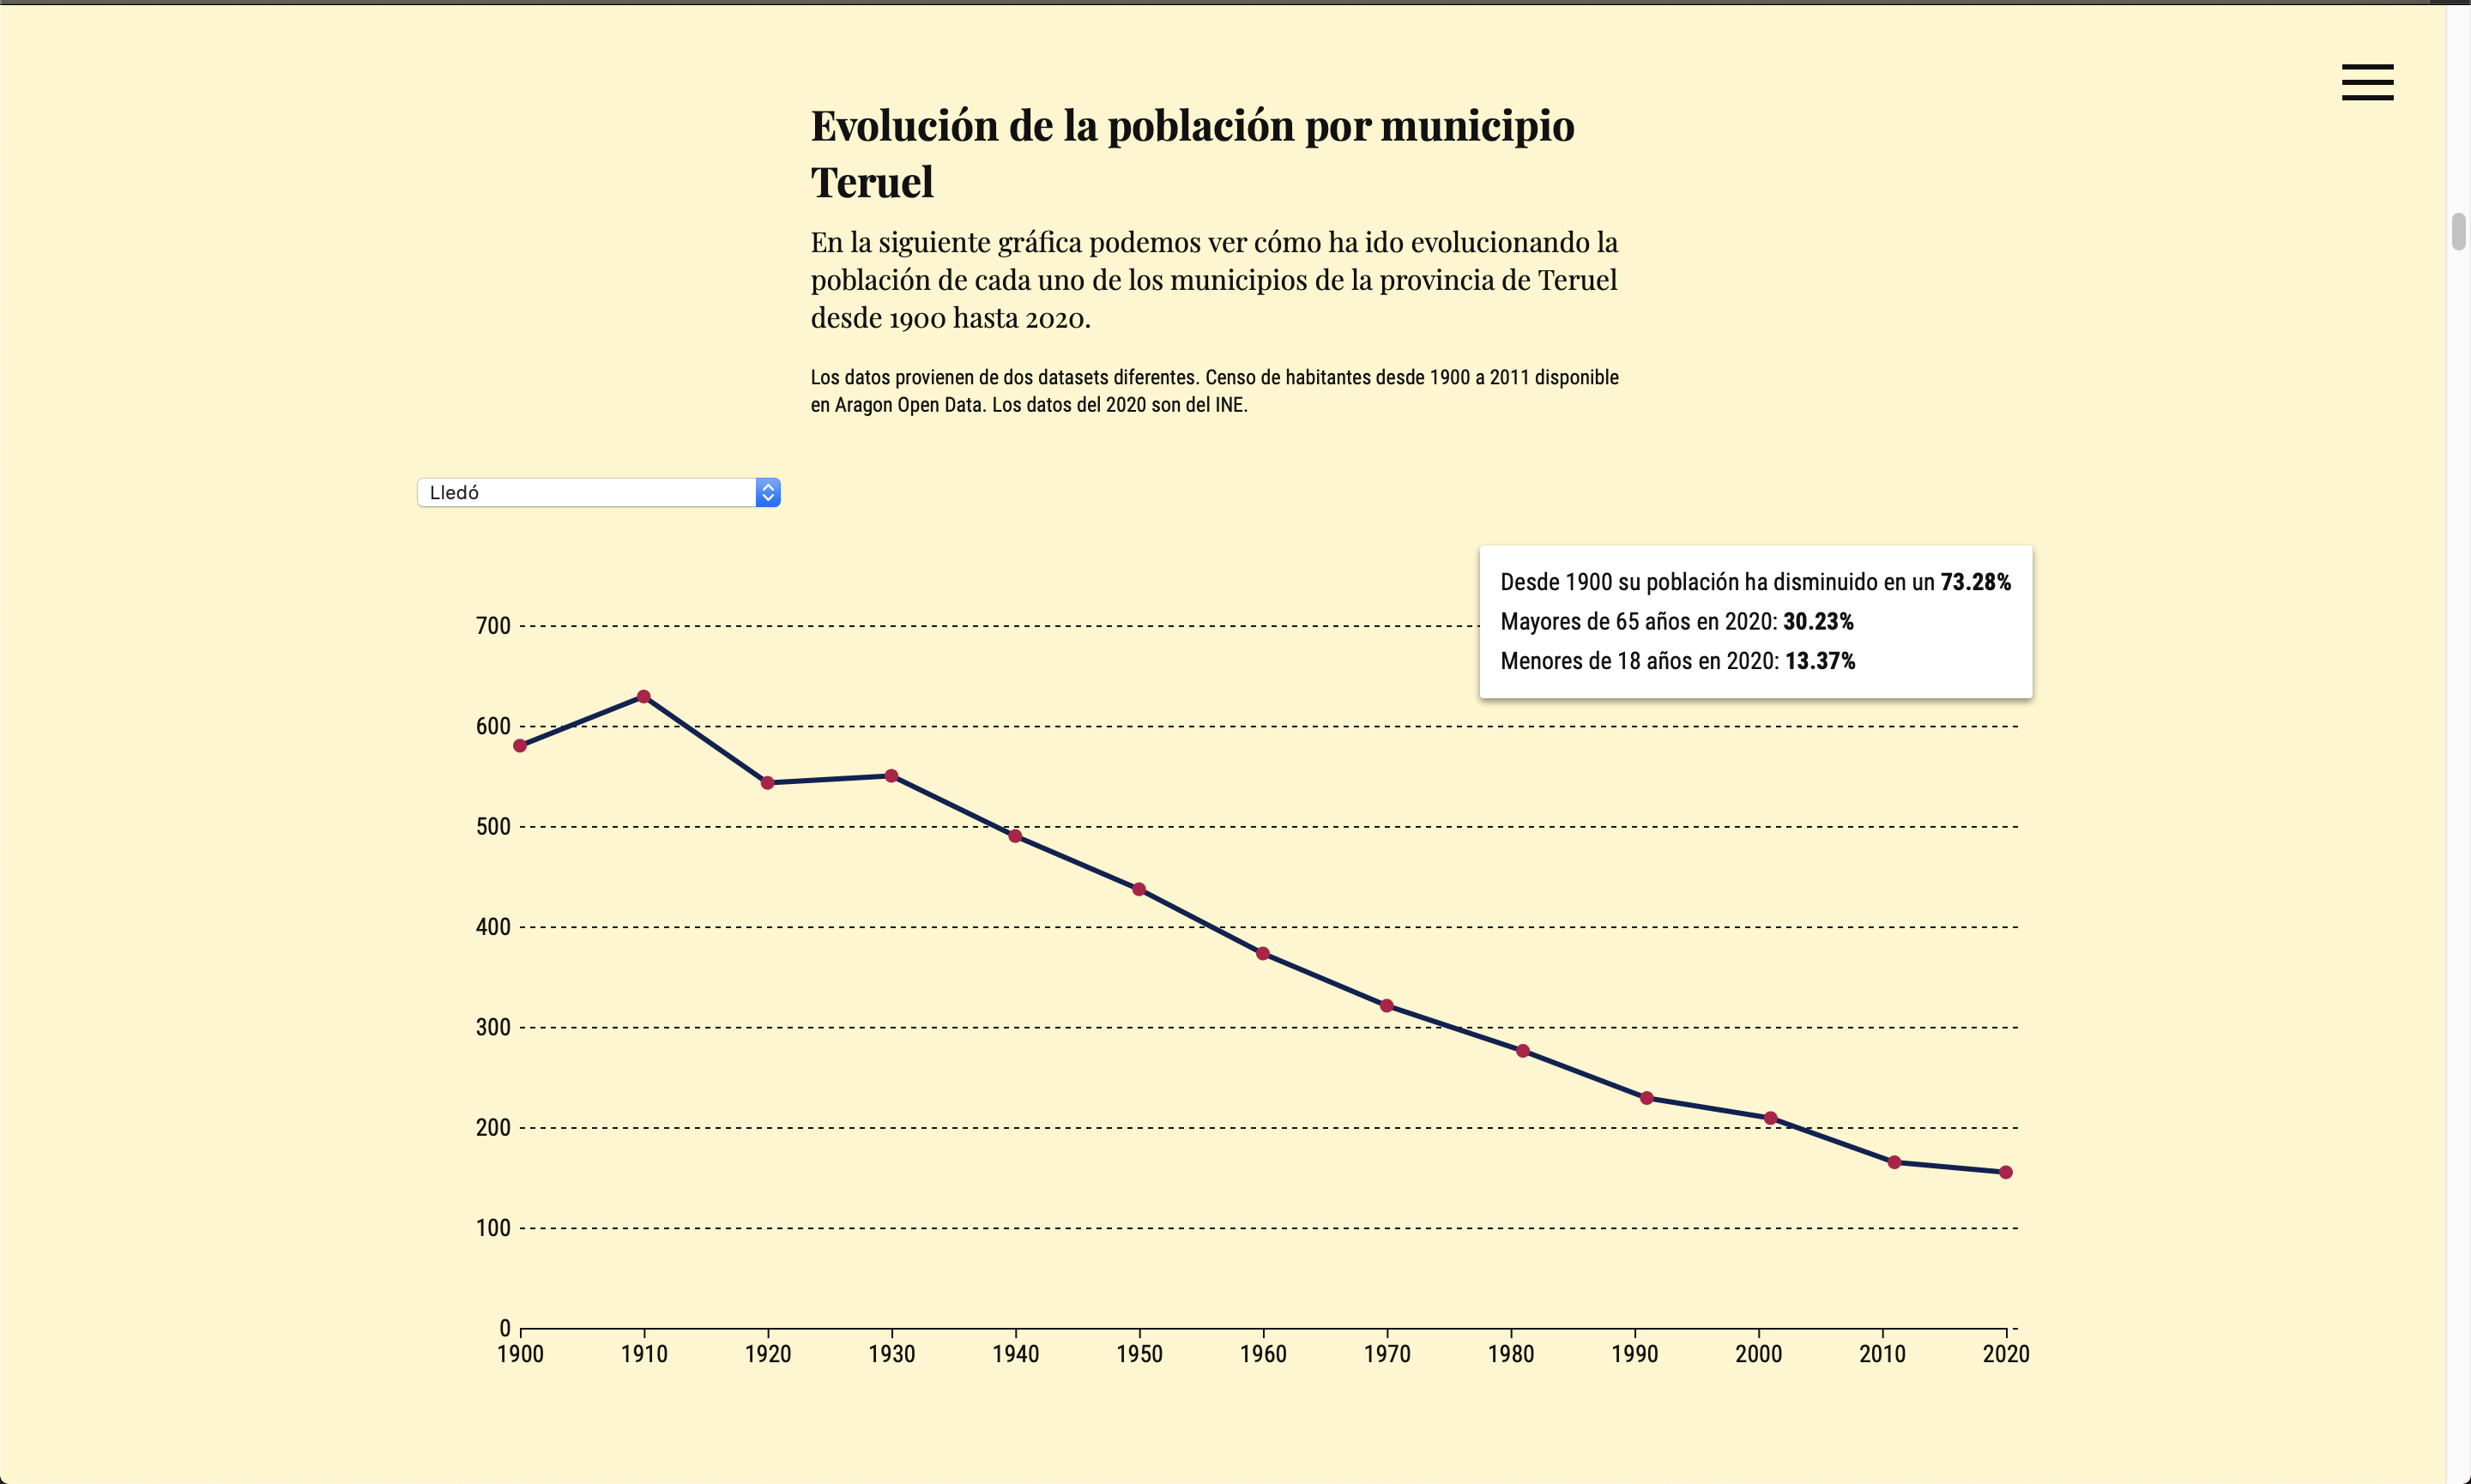 Evolución de la población por municipio
Teruel
En la siguiente gráfica podemos ver cómo ha ido evolucionando la
población de cada uno de los municipios de la provincia de Teruel
desde 1900 hasta 2020.
Los datos provienen de dos datasets diferentes. Censo de habitantes desde 1900 a 2011 disponible
en Aragon Open Data. Los datos del 2020 son del INE.
Lledó
Desde 1900 su población ha disminuido en un 73.28%
Mayores de 65 años en 2020: 30.23%
Menores de 18 años en 2020: 13.37%
700
600
500
400
300
200
100
0
1900 1910 1920 1930 1940 1950 1960 1970 1980 1990 2000 2010 2020